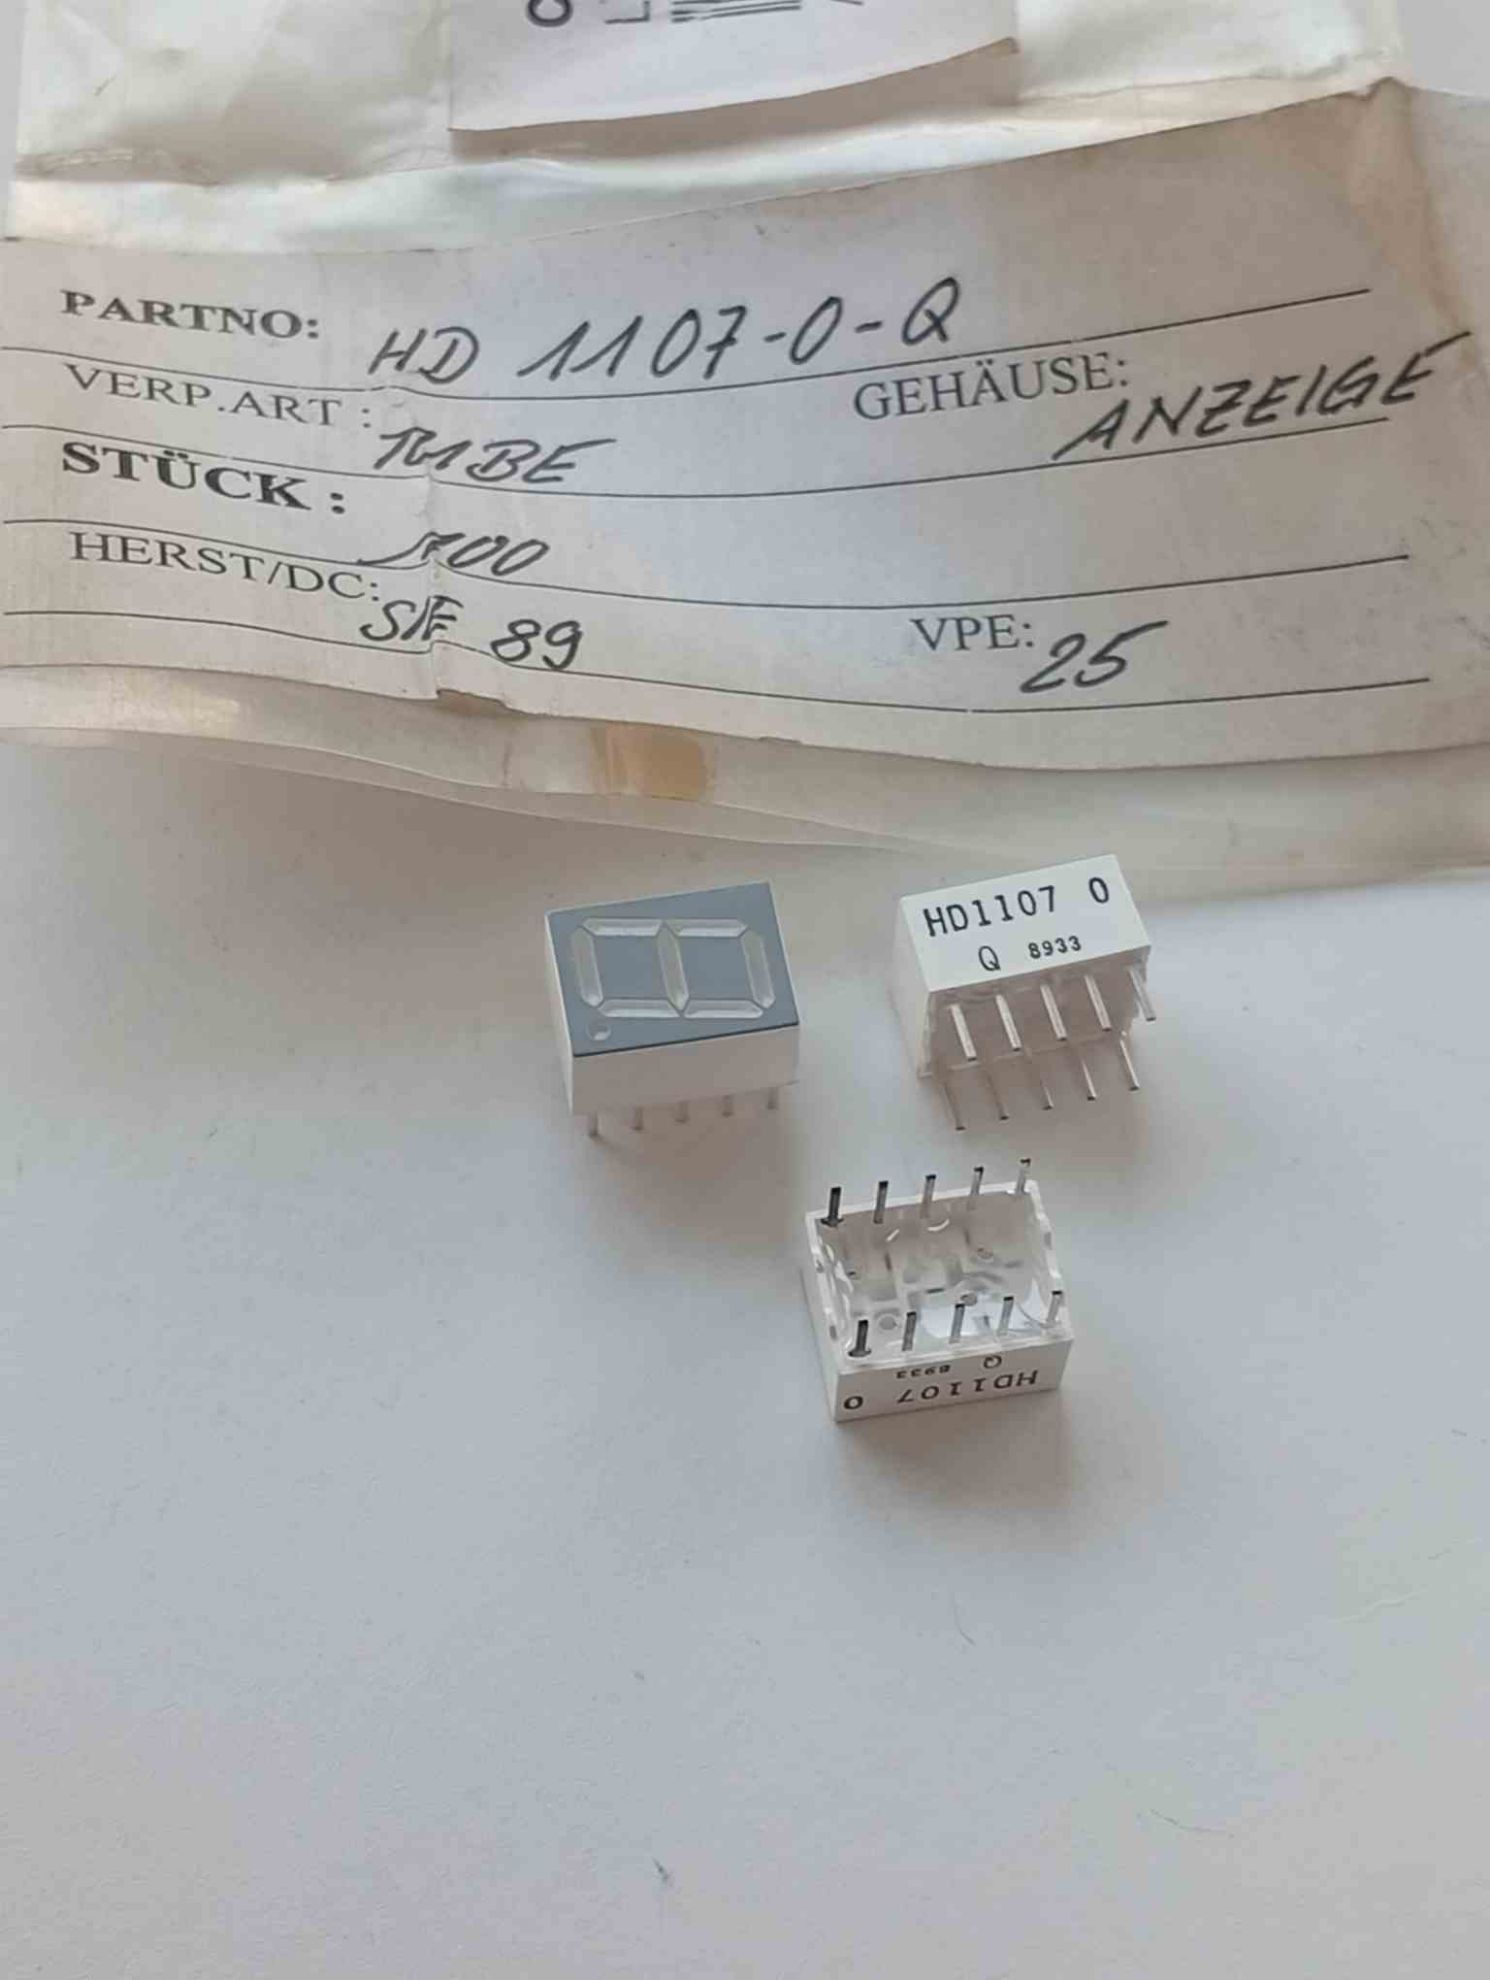 PARTNO: HD 1107-0-Q
VERP.ART : TUBE GEHÄUSE: ANZEIGE
STÜCK : 100
HERST/DC: SIE 89 VPE: 25
HD1107 0
Q 8933
HD1107 0
Q 8933